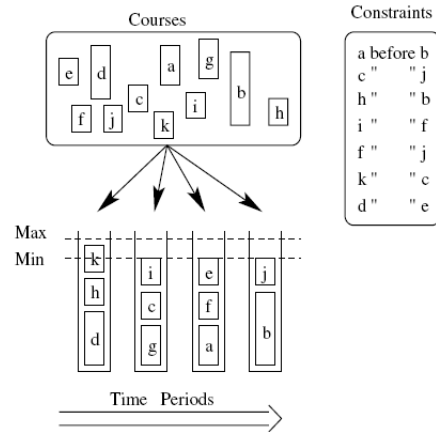 Courses
Constraints
e d a g b
c i h
f j k
a before b
c " " j
h " " b
i " " f
f " " j
k " " c
d " " e
Max
Min
k i e j
h c f b
d g a
Time Periods